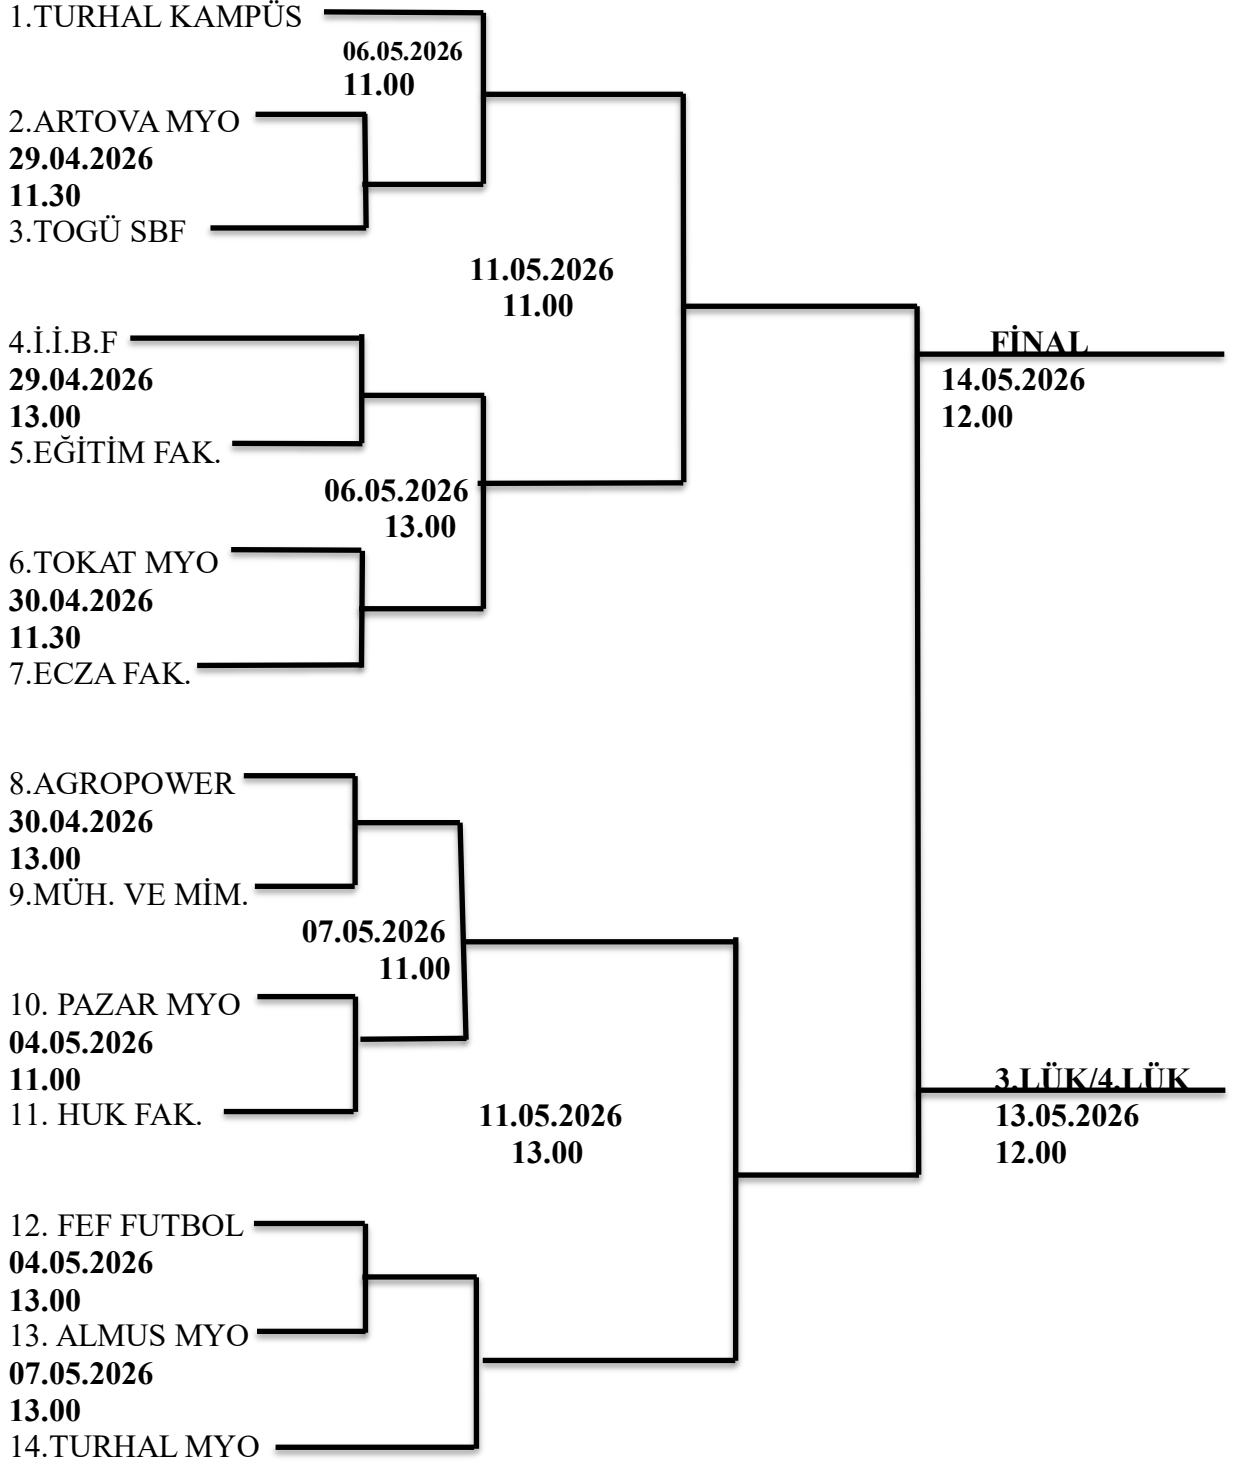 1.TURHAL KAMPÜS
06.05.2026
11.00
2.ARTOVA MYO
29.04.2026
11.30
3.TOGÜ SBF
11.05.2026
11.00
4.İ.İ.B.F
29.04.2026
13.00
5.EĞİTİM FAK.
FİNAL
14.05.2026
12.00
06.05.2026
13.00
6.TOKAT MYO
30.04.2026
11.30
7.ECZA FAK.
8.AGROPOWER
30.04.2026
13.00
9.MÜH. VE MİM.
07.05.2026
11.00
10. PAZAR MYO
04.05.2026
11.00
11. HUK FAK.
3.LÜK/4.LÜK
13.05.2026
12.00
11.05.2026
13.00
12. FEF FUTBOL
04.05.2026
13.00
13. ALMUS MYO
07.05.2026
13.00
14.TURHAL MYO